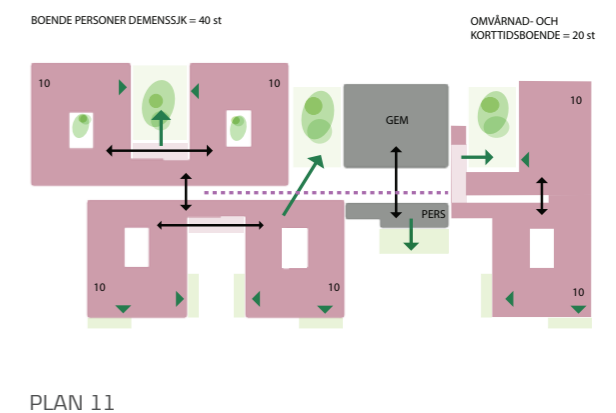 BOENDE PERSONER DEMENSSJK = 40 st
OMVÅRNAD- OCH
KORTTIDSBOENDE = 20 st
10
10
10
GEM
PERS
10
10
10
PLAN 11